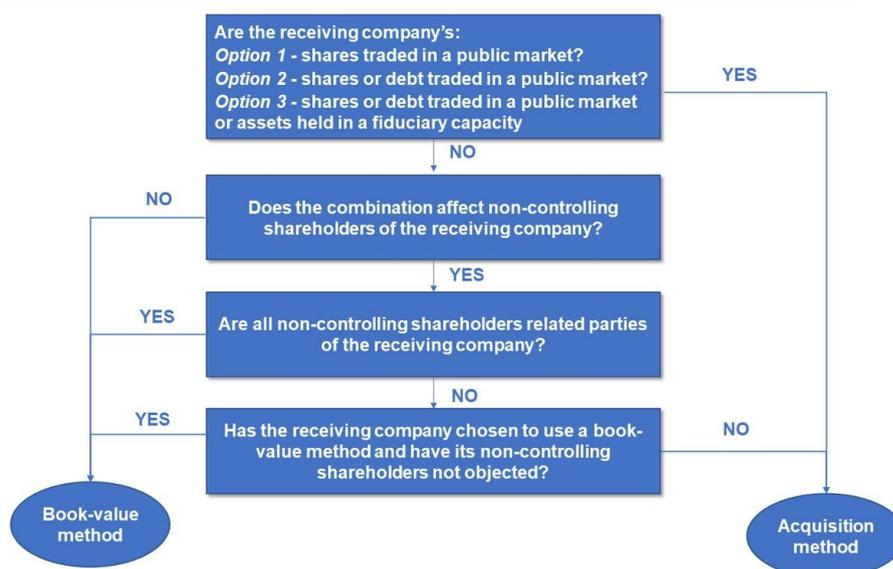 Are the receiving company's:
Option 1 - shares traded in a public market?
Option 2 - shares or debt traded in a public market?
Option 3 - shares or debt traded in a public market
or assets held in a fiduciary capacity
YES
NO
NO
Does the combination affect non-controlling
shareholders of the receiving company?
YES
YES
Are all non-controlling shareholders related parties
of the receiving company?
NO
YES
Has the receiving company chosen to use a book-
value method and have its non-controlling
shareholders not objected?
NO
Book-value
method
Acquisition
method